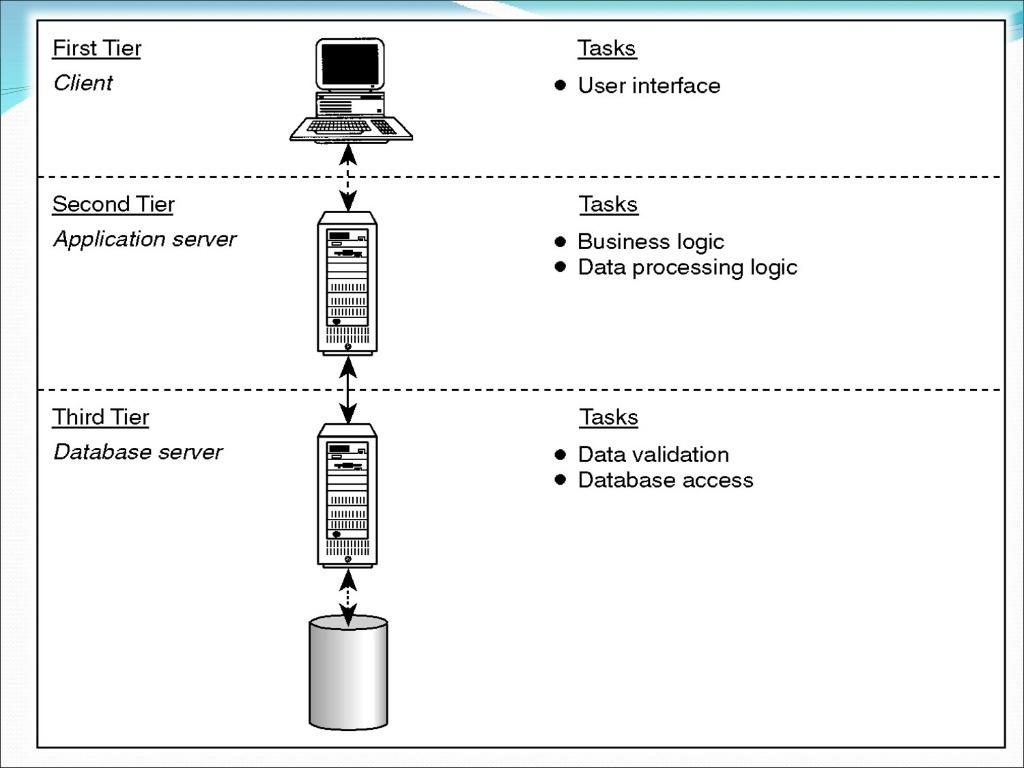 First Tier
Client
Tasks
● User interface
Second Tier
Application server
Tasks
● Business logic
● Data processing logic
Third Tier
Database server
Tasks
● Data validation
● Database access